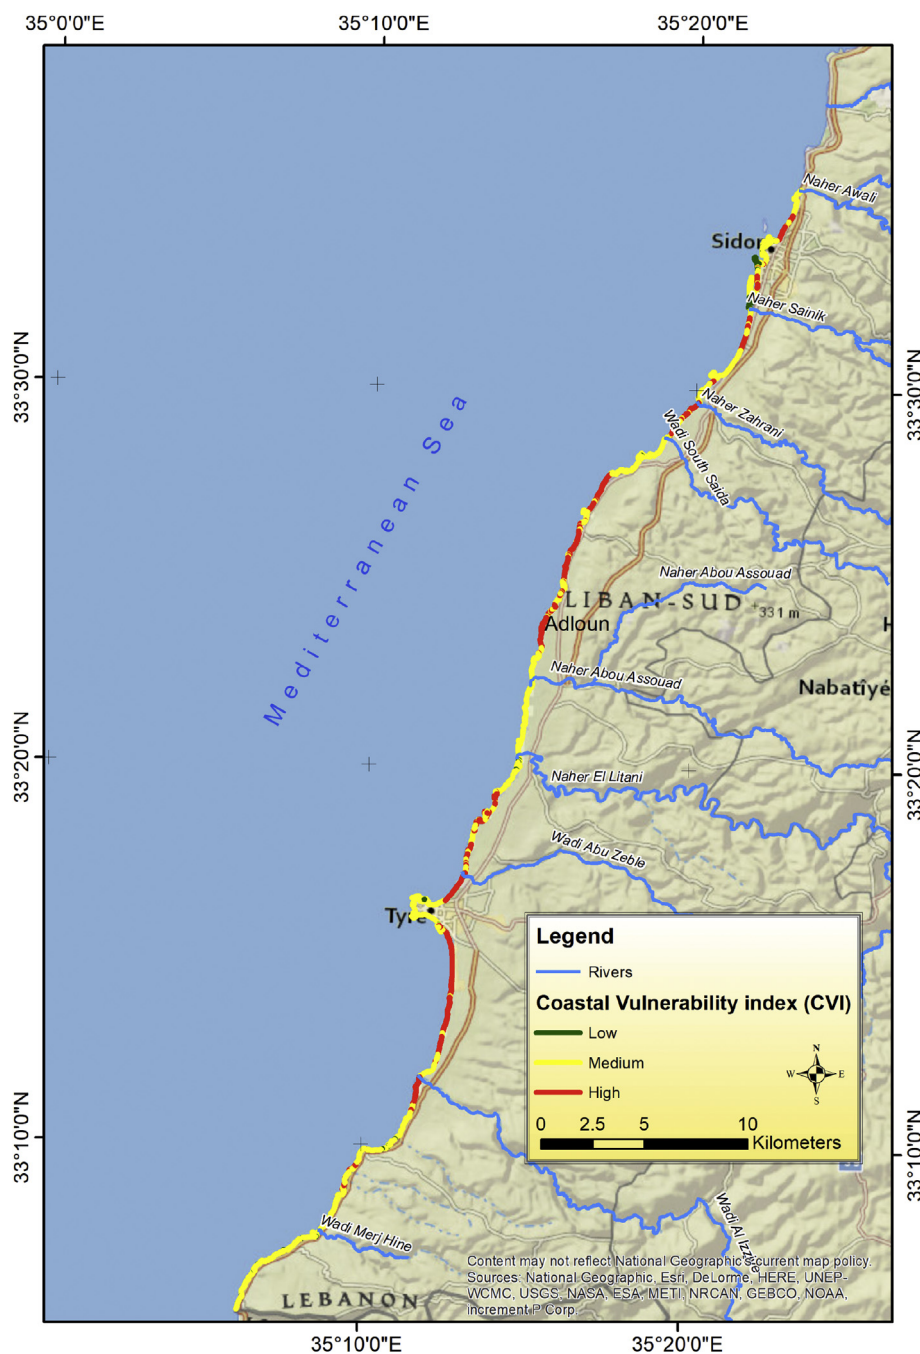 35°0'0"E
35°10'0"E
35°20'0"E
Naher Awali
Sidon
Naher Sainik
33°30'0"N
33°30'0"N
Naher Zahrani
Wadi South Saida
Mediterranean Sea
Naher Abou Assouad
LIBAN-SUD
331 m
Adloun
H
Naher Abou Assouad
Nabatîyé
33°20'0"N
33°20'0"N
Naher El Litani
Wadi Abu Zeble
Tyre
Legend
Rivers
Coastal Vulnerability index (CVI)
Low
Medium
High
N
W E
S
0 2.5 5 10
Kilometers
33°10'0"N
33°10'0"N
Wadi Merj Hine
Wadi Al Izziye
LEBANON
Content may not reflect National Geographic's current map policy.
Sources: National Geographic, Esri, DeLorme, HERE, UNEP-
WCMC, USGS, NASA, ESA, METI, NRCAN, GEBCO, NOAA,
increment P Corp.
35°10'0"E
35°20'0"E